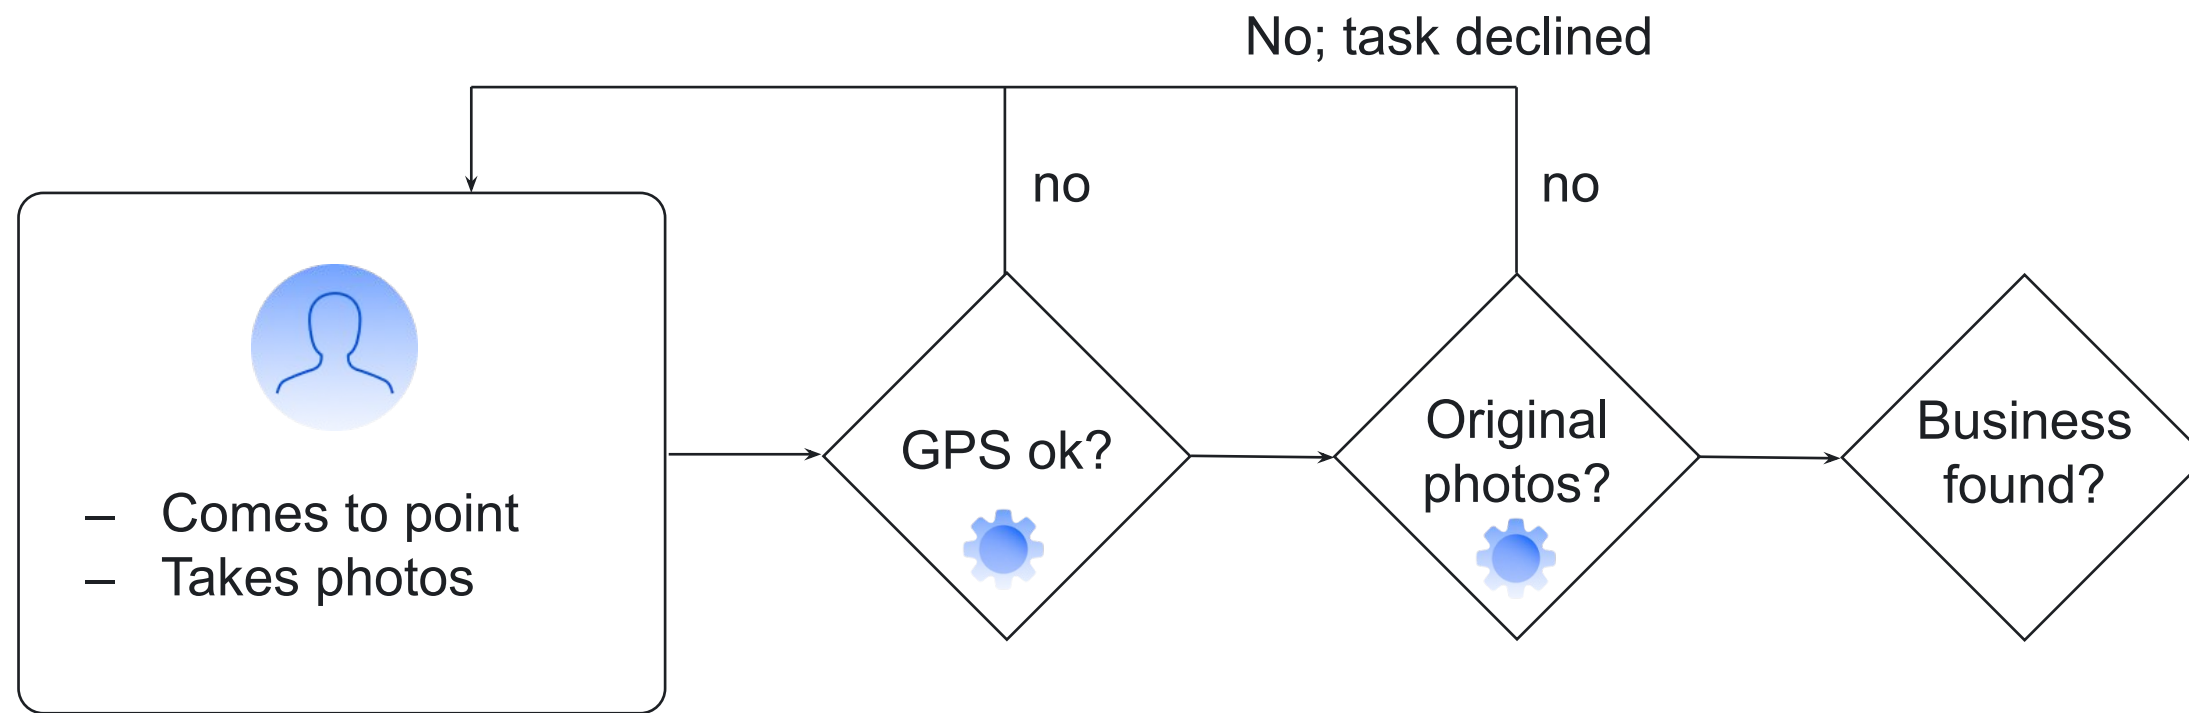 No; task declined
no
no
– Comes to point
– Takes photos
GPS ok?
Original
photos?
Business
found?